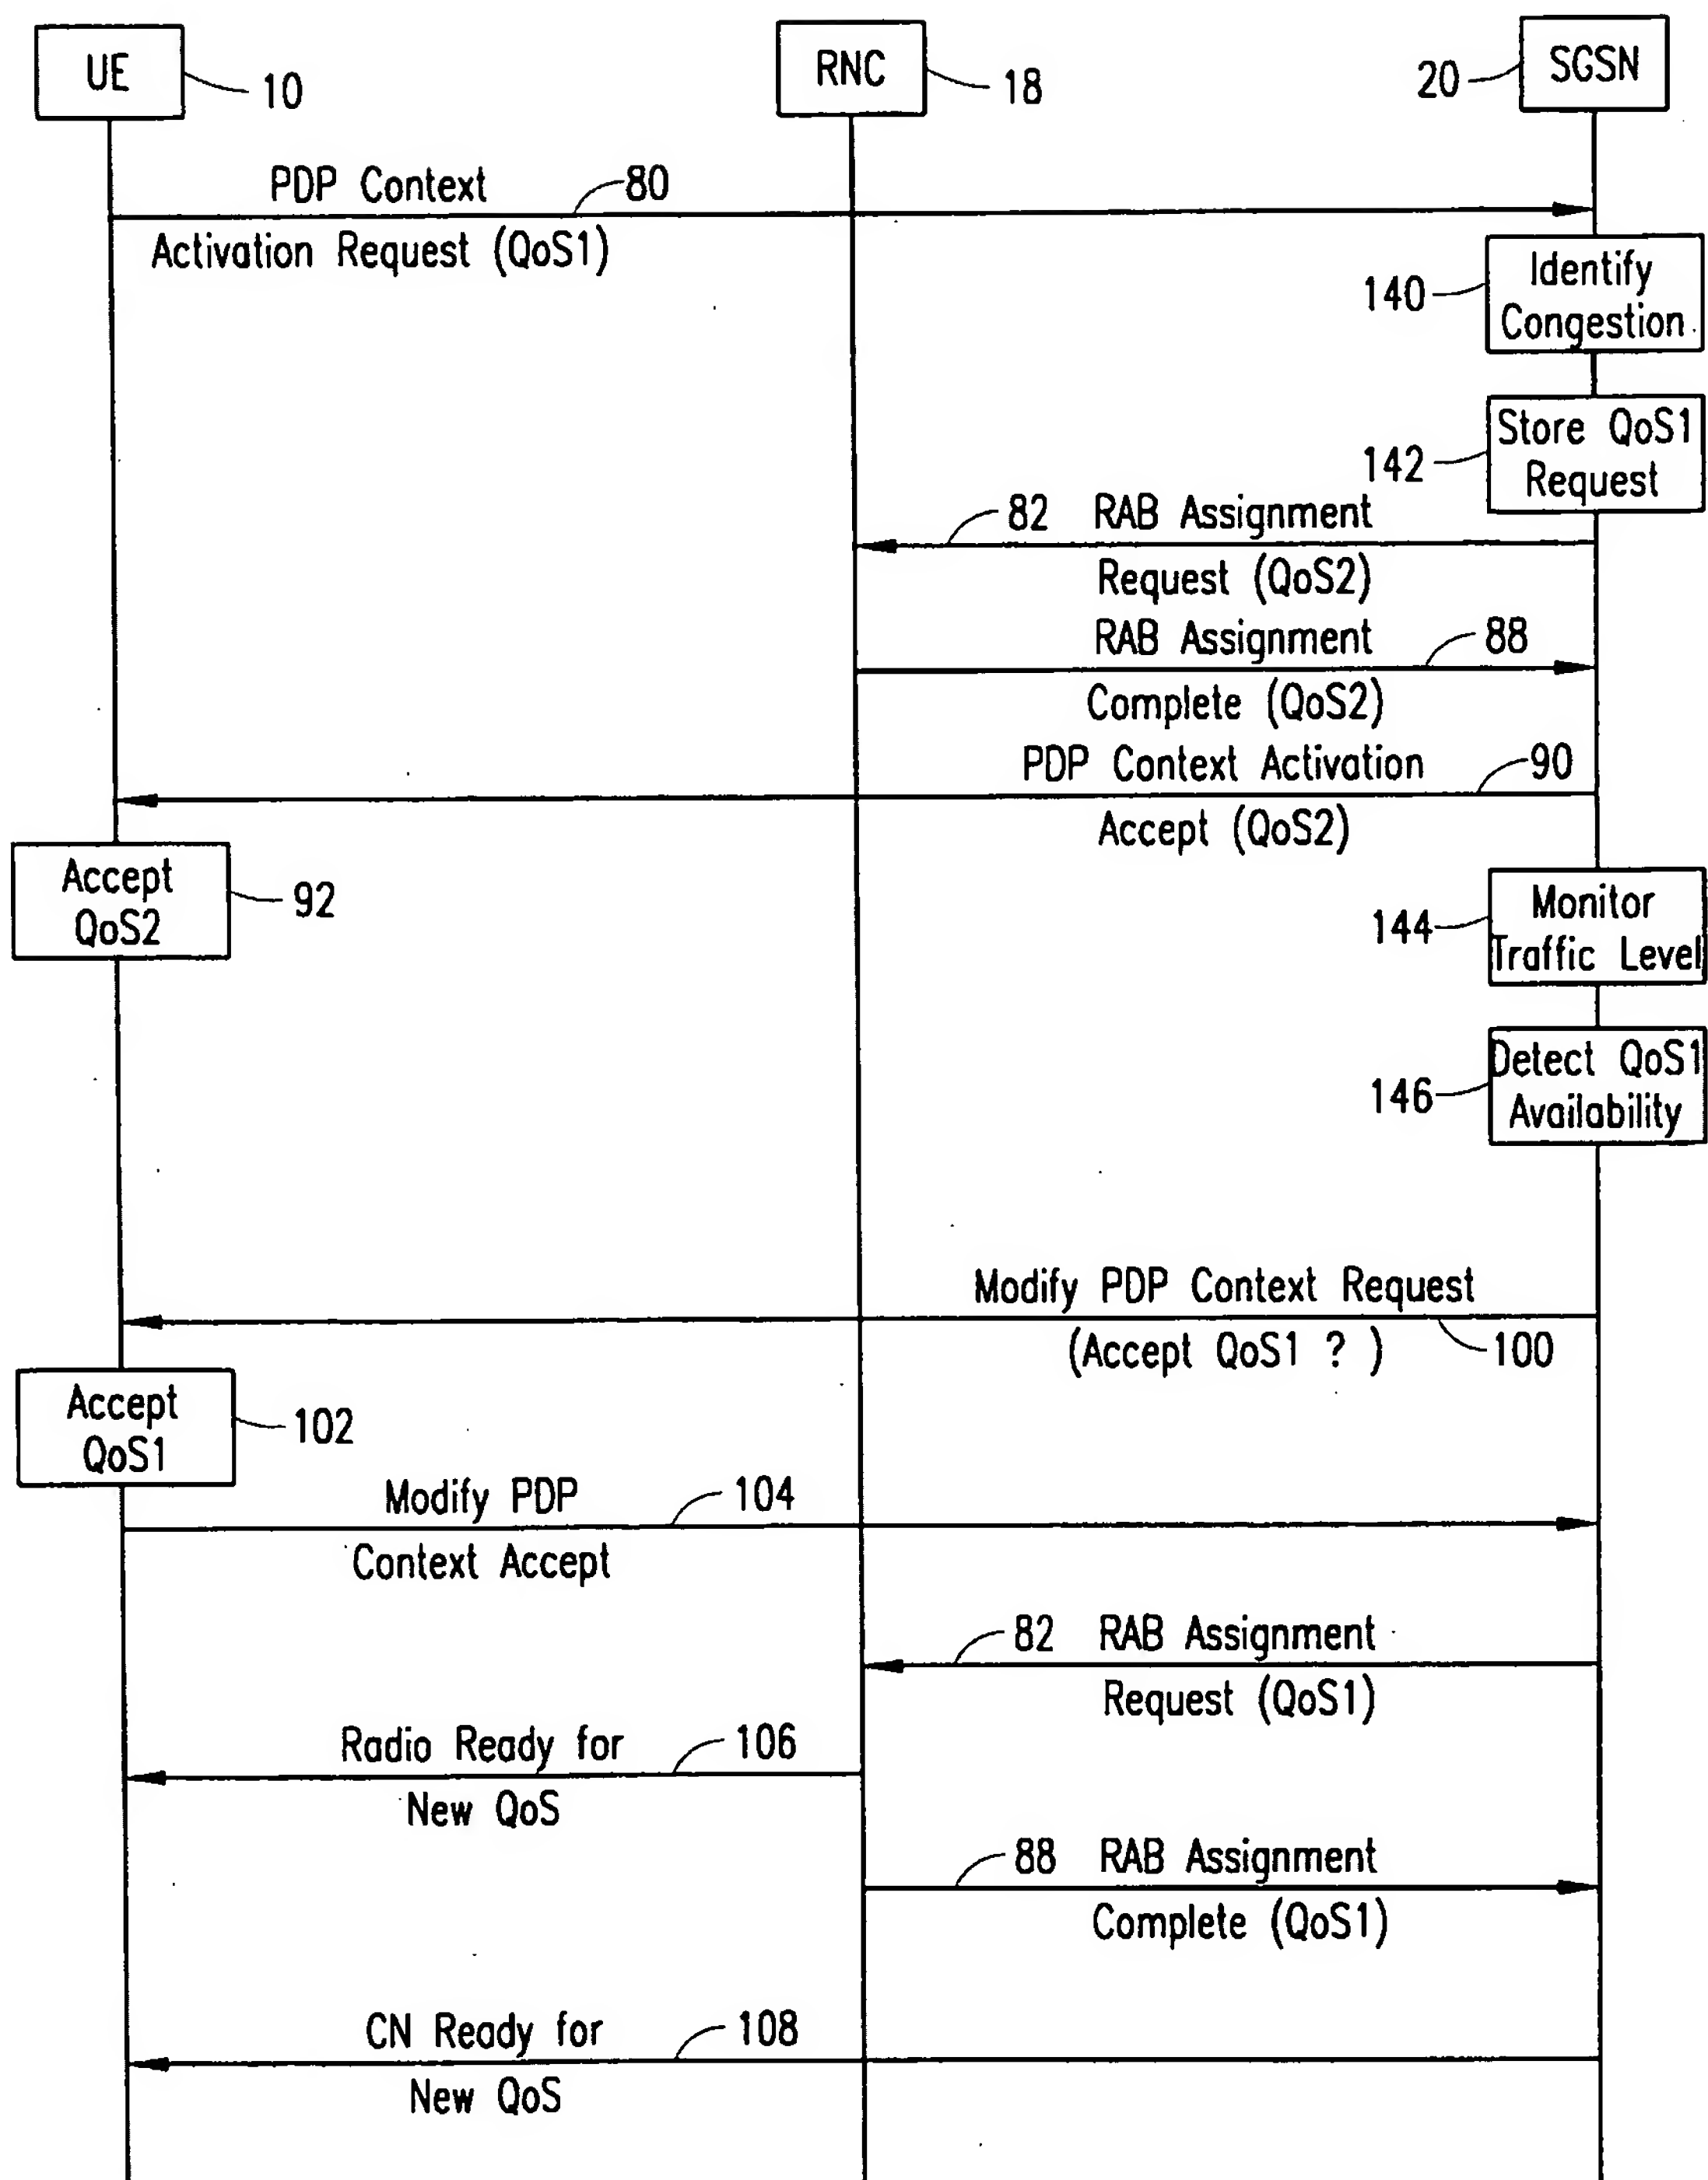 UE
10
RNC
18
20
SGSN
PDP Context
80
Activation Request (QoS1)
140
Identify
Congestion
142
Store QoS1
Request
82 RAB Assignment
Request (QoS2)
RAB Assignment
88
Complete (QoS2)
PDP Context Activation
90
Accept (QoS2)
Accept
QoS2
92
144
Monitor
Traffic Level
146
Detect QoS1
Availability
Modify PDP Context Request
(Accept QoS1 ? )
100
Accept
QoS1
102
Modify PDP
104
Context Accept
82 RAB Assignment
Request (QoS1)
Radio Ready for
106
New QoS
88 RAB Assignment
Complete (QoS1)
CN Ready for
108
New QoS